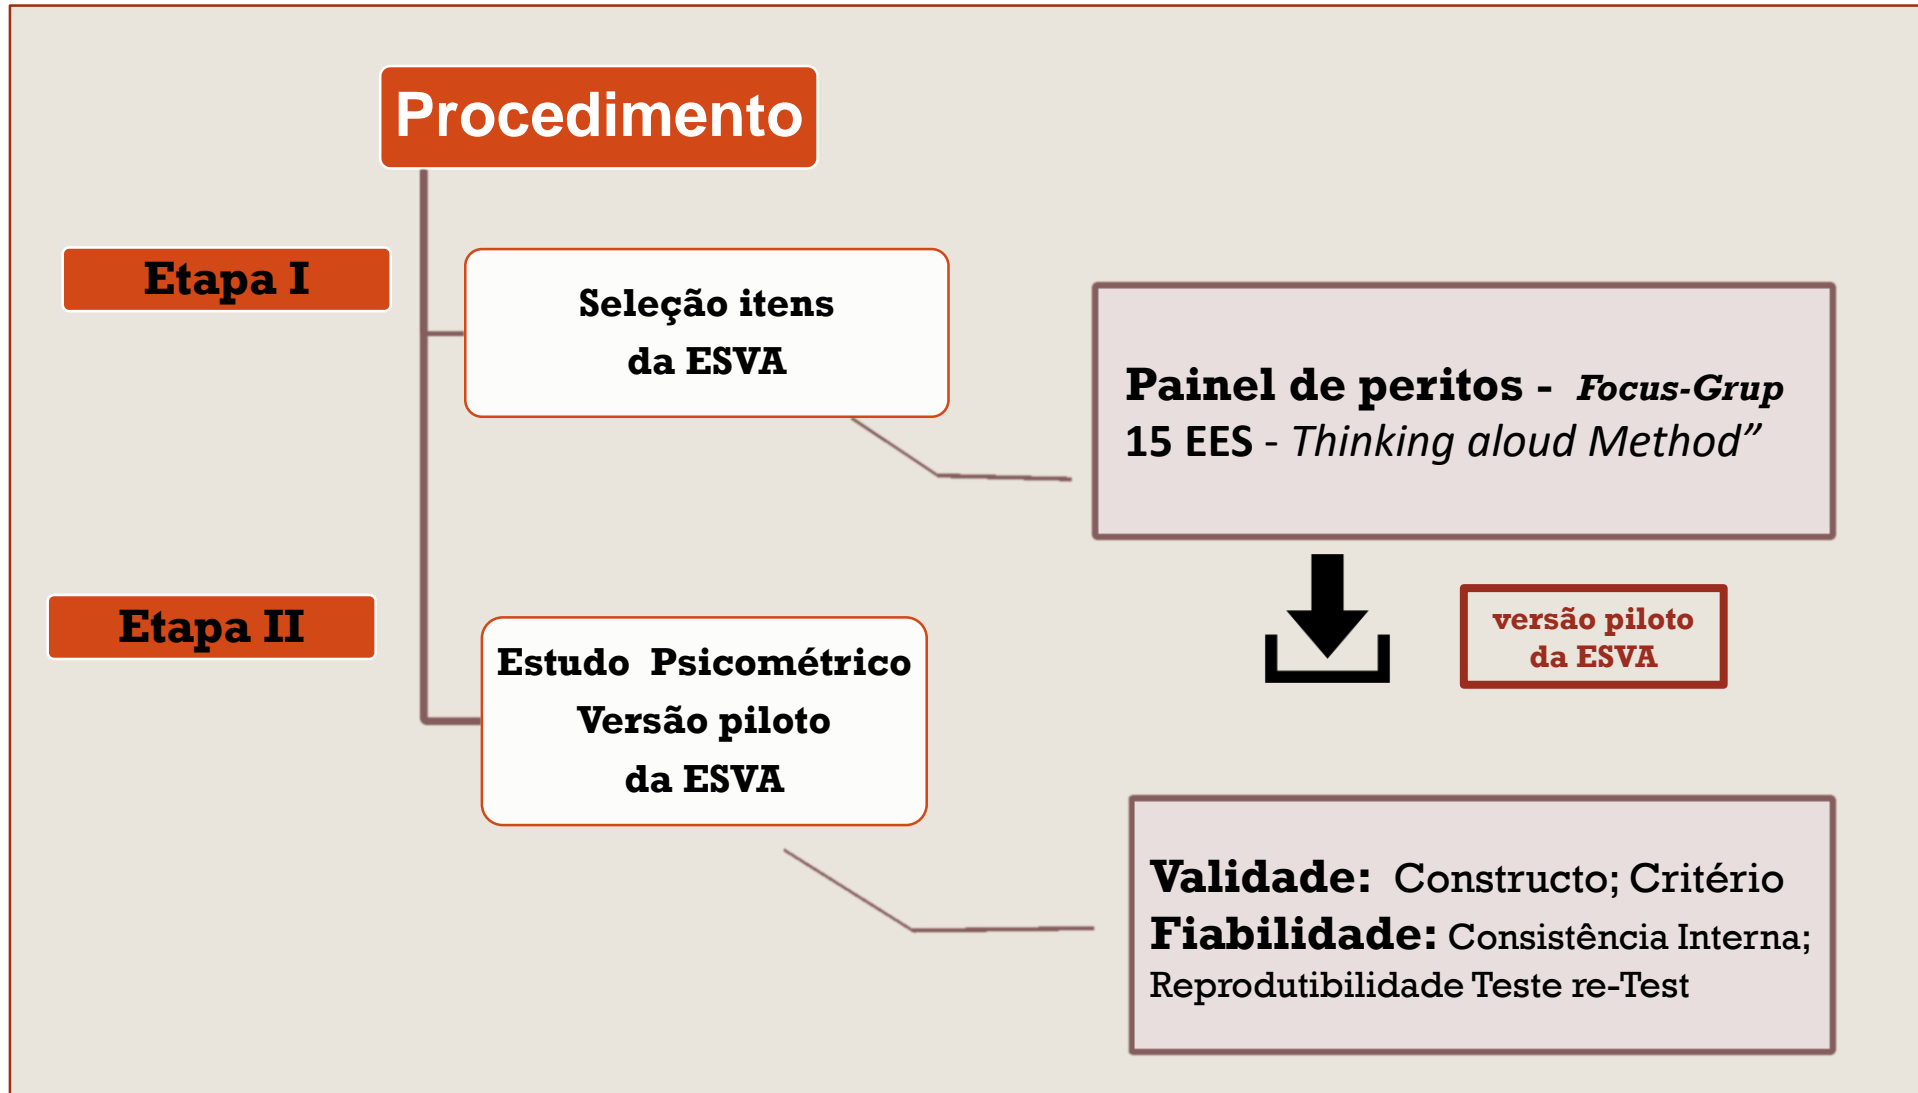 Procedimento
Etapa I
Seleção itens
da ESVA
Painel de peritos - Focus-Grup
15 EES - Thinking aloud Method”
versão piloto
da ESVA
Etapa II
Estudo Psicométrico
Versão piloto
da ESVA
Validade: Constructo; Critério
Fiabilidade: Consistência Interna;
Reprodutibilidade Teste re-Test